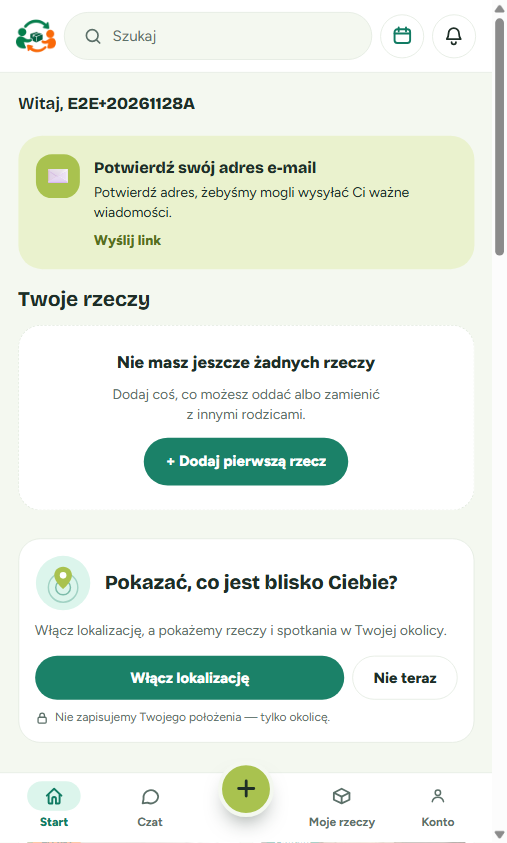 Szukaj
Witaj, E2E+20261128A
Potwierdź swój adres e-mail
Potwierdź adres, żebyśmy mogli wysyłać Ci ważne
wiadomości.
Wyślij link
Twoje rzeczy
Nie masz jeszcze żadnych rzeczy
Dodaj coś, co możesz oddać albo zamienić
z innymi rodzicami.
+ Dodaj pierwszą rzecz
Pokazać, co jest blisko Ciebie?
Włącz lokalizację, a pokażemy rzeczy i spotkania w Twojej okolicy.
Włącz lokalizację
Nie teraz
Nie zapisujemy Twojego położenia — tylko okolicę.
Start
Czat
Moje rzeczy
Konto